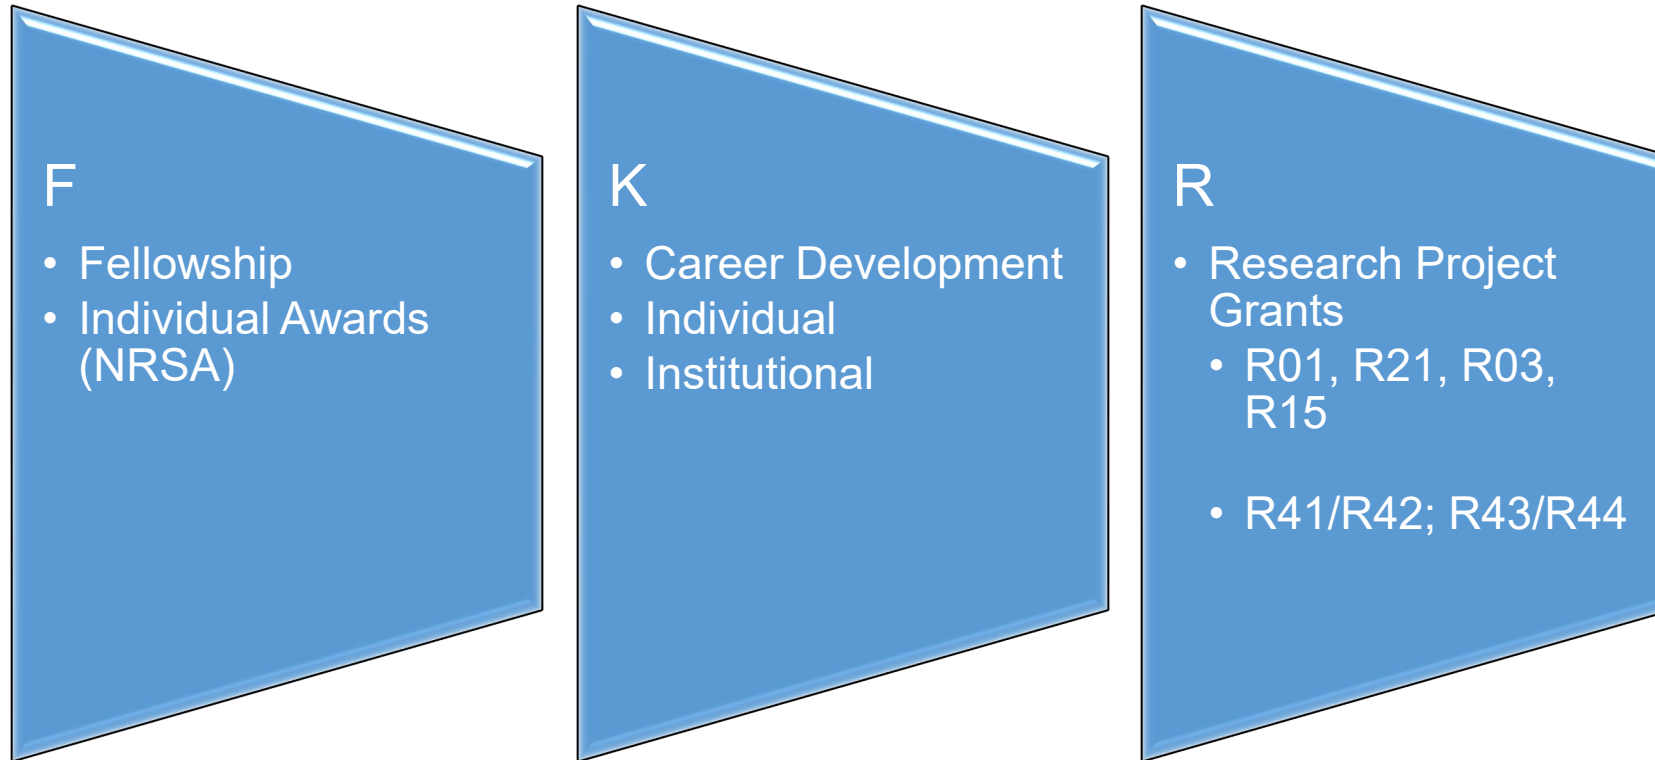 F
• Fellowship
• Individual Awards
(NRSA)
K
• Career Development
• Individual
• Institutional
R
• Research Project
Grants
• R01, R21, R03,
R15
• R41/R42; R43/R44